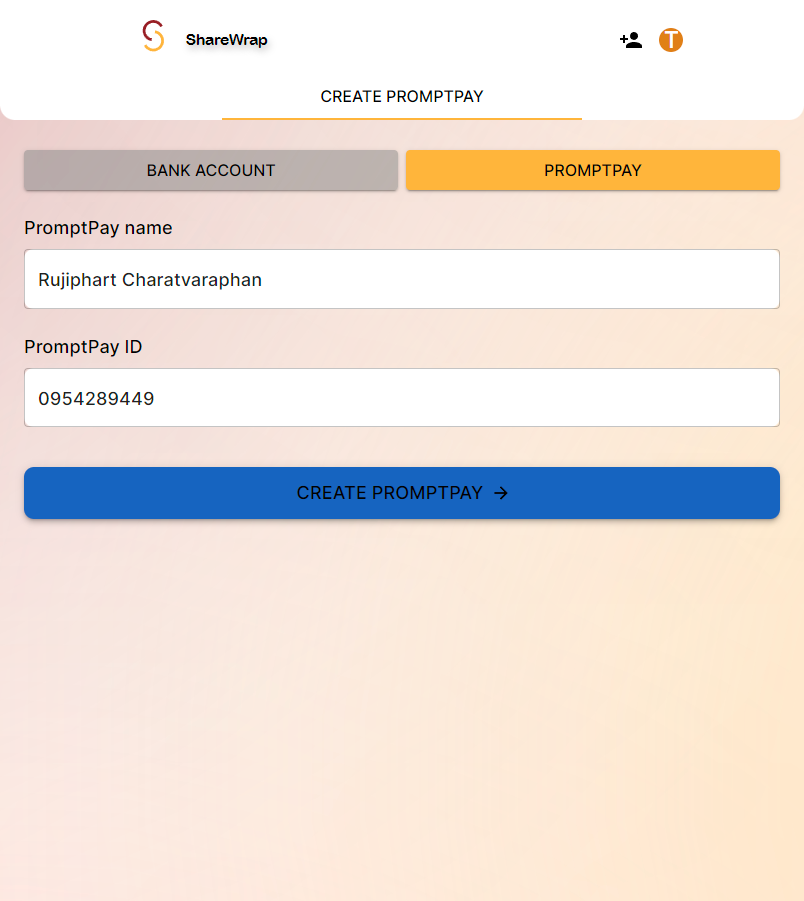 ShareWrap
T
CREATE PROMPTPAY
BANK ACCOUNT
PROMPTPAY
PromptPay name
Rujiphart Charatvaraphan
PromptPay ID
0954289449
CREATE PROMPTPAY →